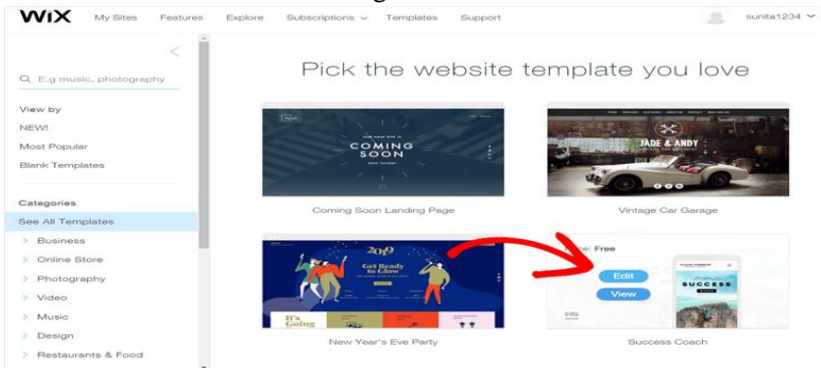 WiX My Sites Features Explore Subscriptions Templates Support sunita1234
E.g music, photography
View by
NEW!
Most Popular
Blank Templates
Categories
See All Templates
Business
Online Store
Photography
Video
Music
Design
Restaurants & Food
Pick the website template you love
COMING
SOON
Coming Soon Landing Page
JADE & ANDY
Vintage Car Garage
2019
Get Ready
to Glow
It's
Going
New Year's Eve Party
Free
Edit
View
Info
SUCCESS
Success Coach